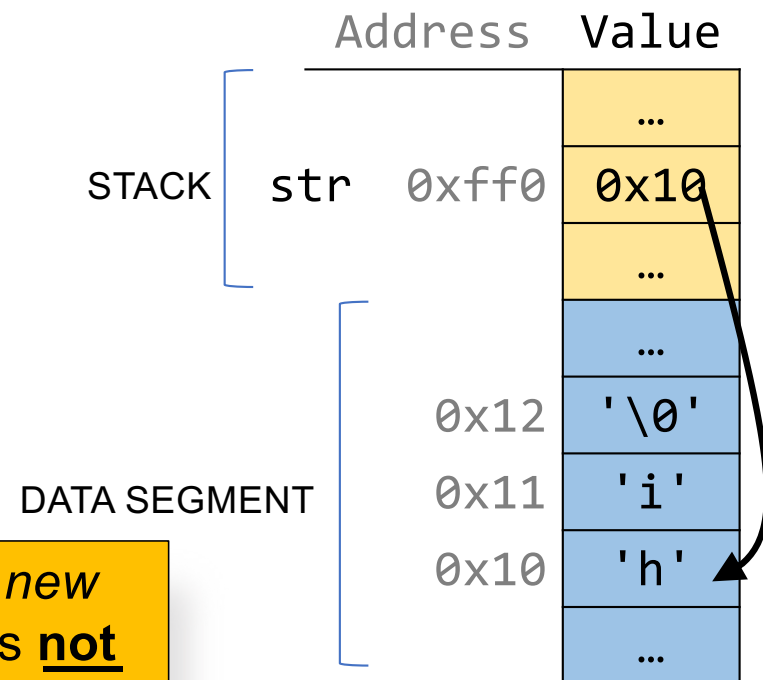 Address Value
…
STACK str 0xff0 0x10
…
…
0x12 '\0'
DATA SEGMENT 0x11 'i'
0x10 'h'
new
s not
…